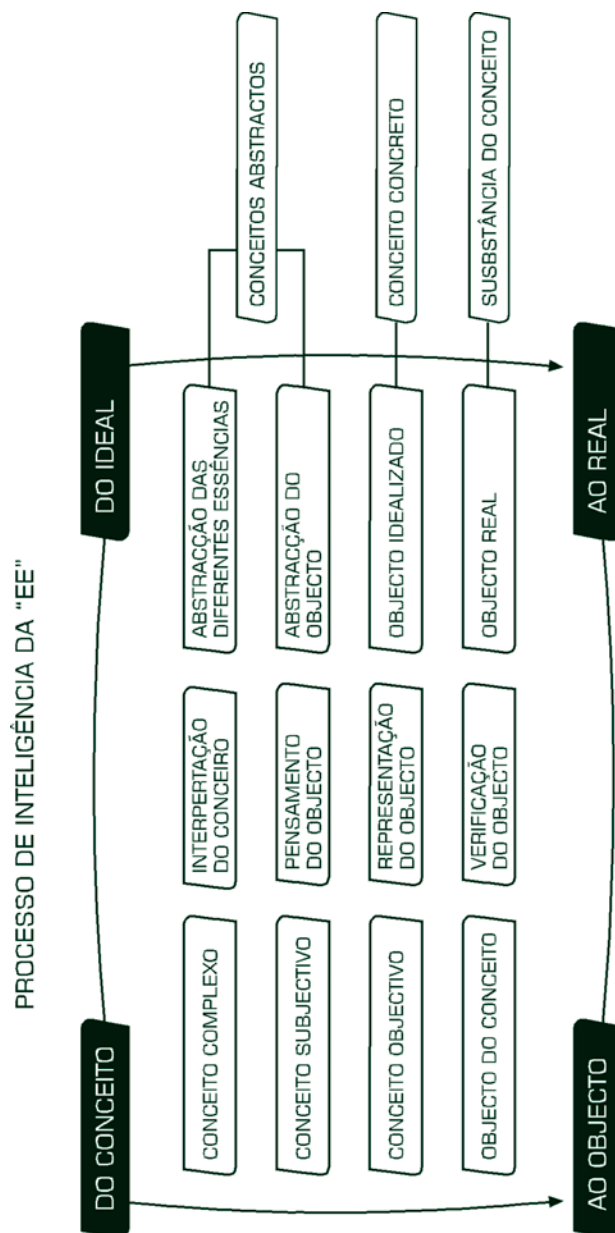 PROCESSO DE INTELIGÊNCIA DA "EE"
DO CONCEITO
DO IDEAL
CONCEITO COMPLEXO
INTERPERTAÇÃO
DO CONCEIRO
ABSTRACÇÃO DAS
DIFERENTES ESSÊNCIAS
CONCEITOS ABSTRACTOS
CONCEITO SUBJECTIVO
PENSAMENTO
DO OBJECTO
ABSTRACÇÃO DO
OBJECTO
CONCEITO OBJECTIVO
REPRESENTAÇÃO
DO OBJECTO
OBJECTO IDEALIZADO
CONCEITO CONCRETO
OBJECTO DO CONCEITO
VERIFICAÇÃO
DO OBJECTO
OBJECTO REAL
SUSBSTÂNCIA DO CONCEITO
AO OBJECTO
AO REAL